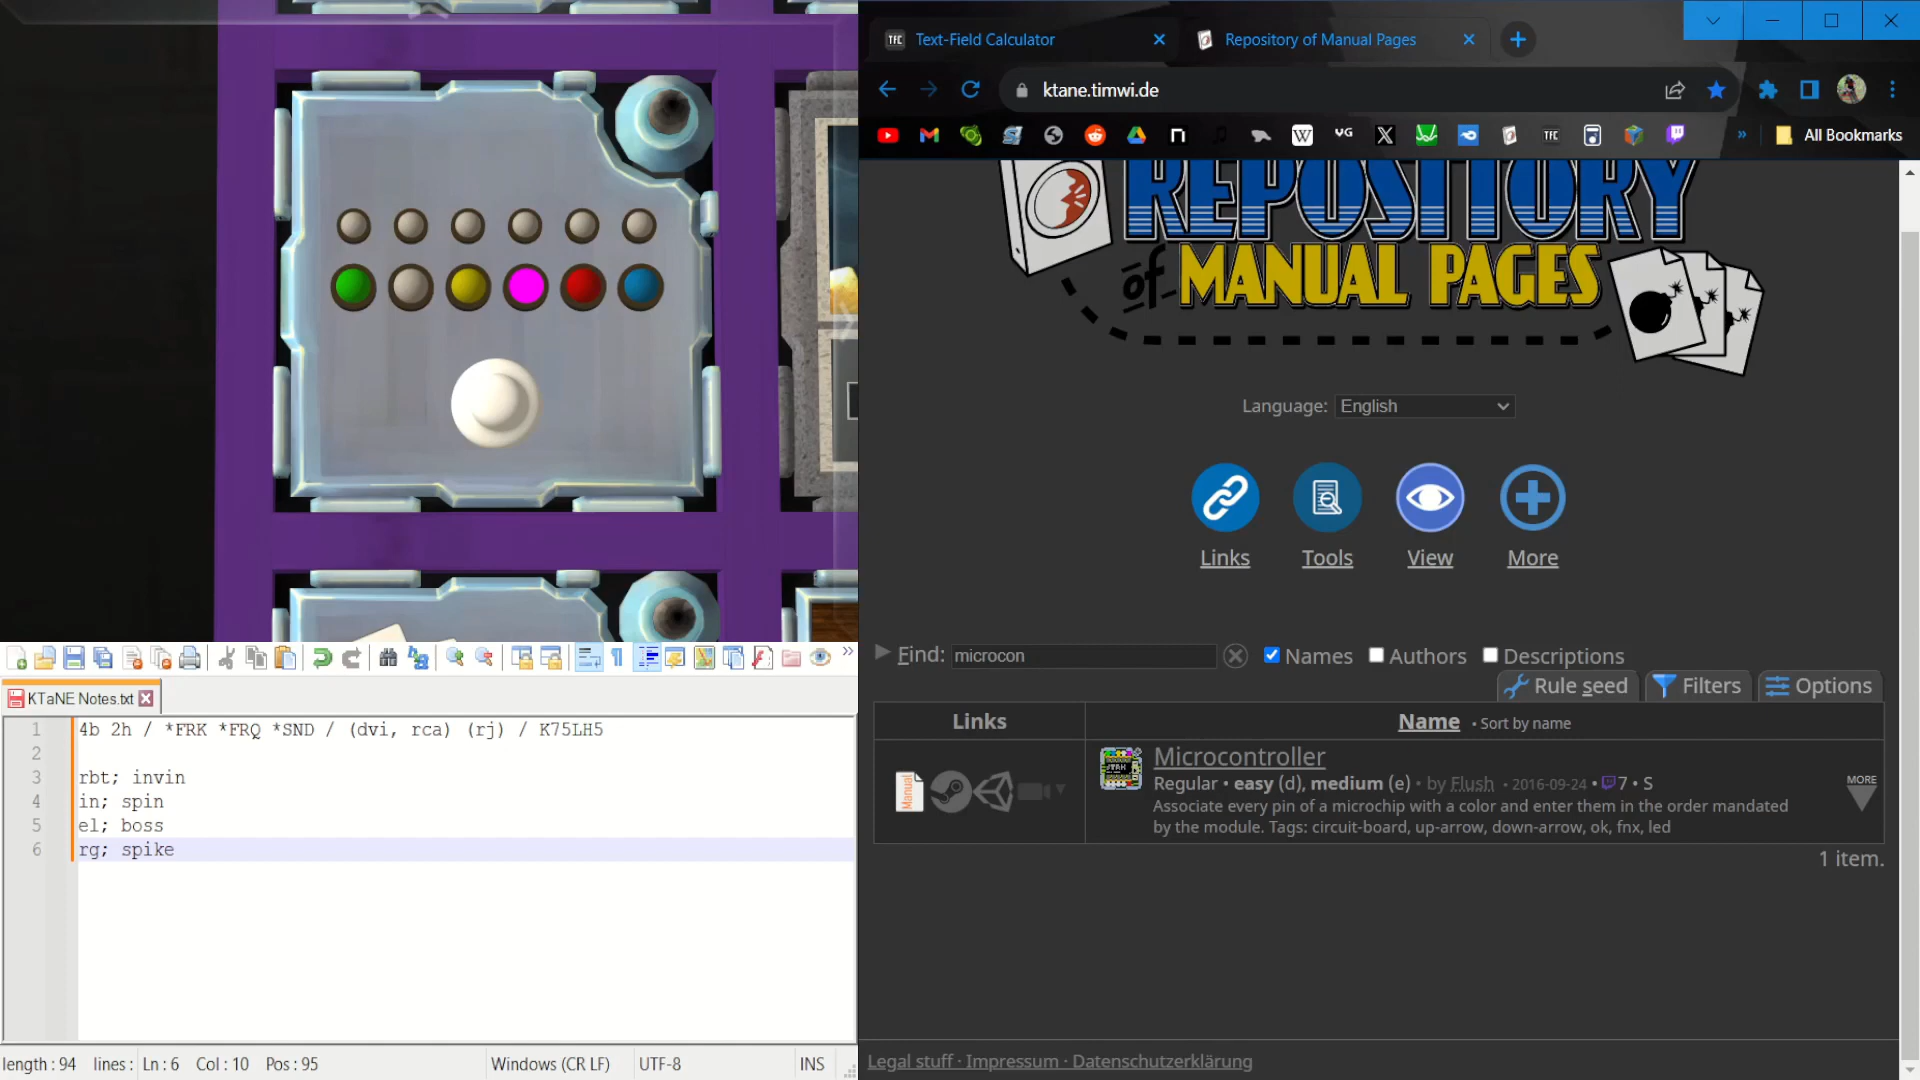 TFC Text-Field Calculator
Repository of Manual Pages
ktane.timwi.de
All Bookmarks
REPOSITORY
of MANUAL PAGES
Language: English
Links
Tools
View
More
Find: microcon
Names
Authors
Descriptions
Rule seed
Filters
Options
Links
Name • Sort by name
Manual
Microcontroller
Regular • easy (d), medium (e) • by Flush • 2016-09-24 • 7 • S
Associate every pin of a microchip with a color and enter them in the order mandated
by the module. Tags: circuit-board, up-arrow, down-arrow, ok, fnx, led
MORE
1 item.
Legal stuff · Impressum · Datenschutzerklärung
KTaNE Notes.txt
1 4b 2h / *FRK *FRQ *SND / (dvi, rca) (rj) / K75LH5
2
3 rbt; invin
4 in; spin
5 el; boss
6 rg; spike
length : 94 lines : Ln : 6 Col : 10 Pos : 95 Windows (CR LF) UTF-8 INS